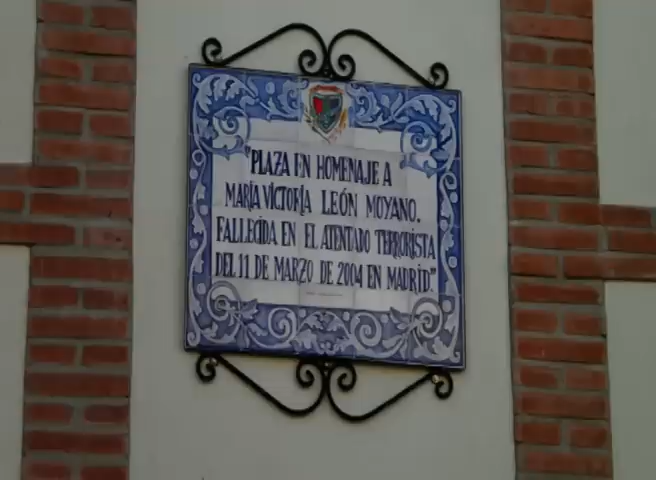 "PLAZA EN HOMENAJE A
MARÍA VICTORIA LEÓN MOYANO.
FALLECIDA EN EL ATENTADO TERRORISTA
DEL 11 DE MARZO DE 2004 EN MADRID."